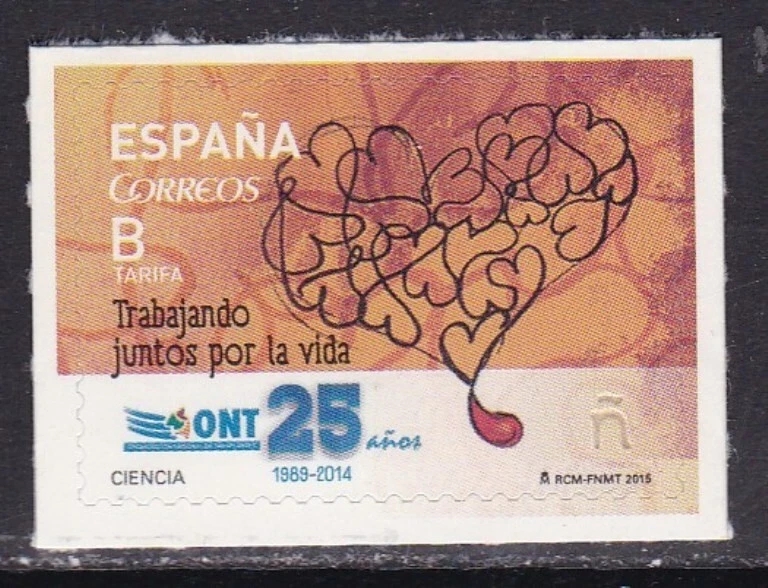 ESPAÑA
CORREOS
B
TARIFA
Trabajando
juntos por la vida
ONT 25 años
CIENCIA
1989-2014
ñ
RCM-FNMT 2015